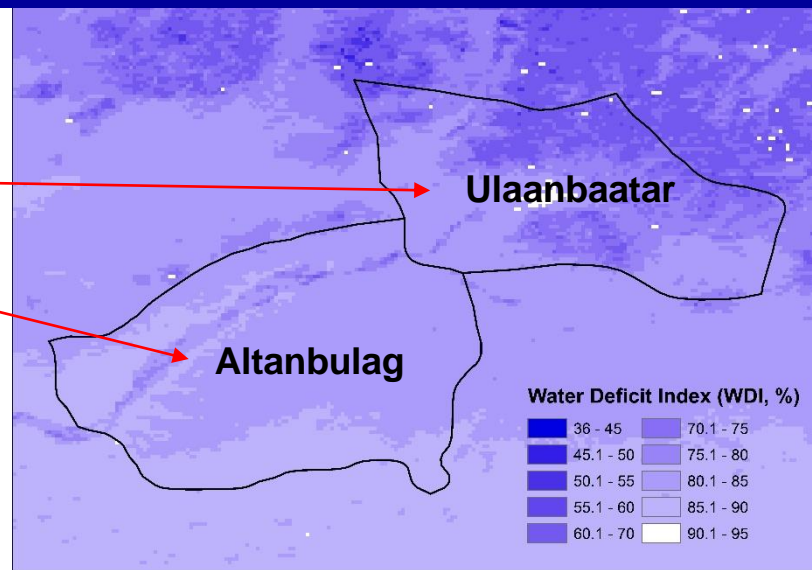 Ulaanbaatar
Altanbulag
Water Deficit Index (WDI, %)
36 - 45 70.1 - 75
45.1 - 50 75.1 - 80
50.1 - 55 80.1 - 85
55.1 - 60 85.1 - 90
60.1 - 70 90.1 - 95